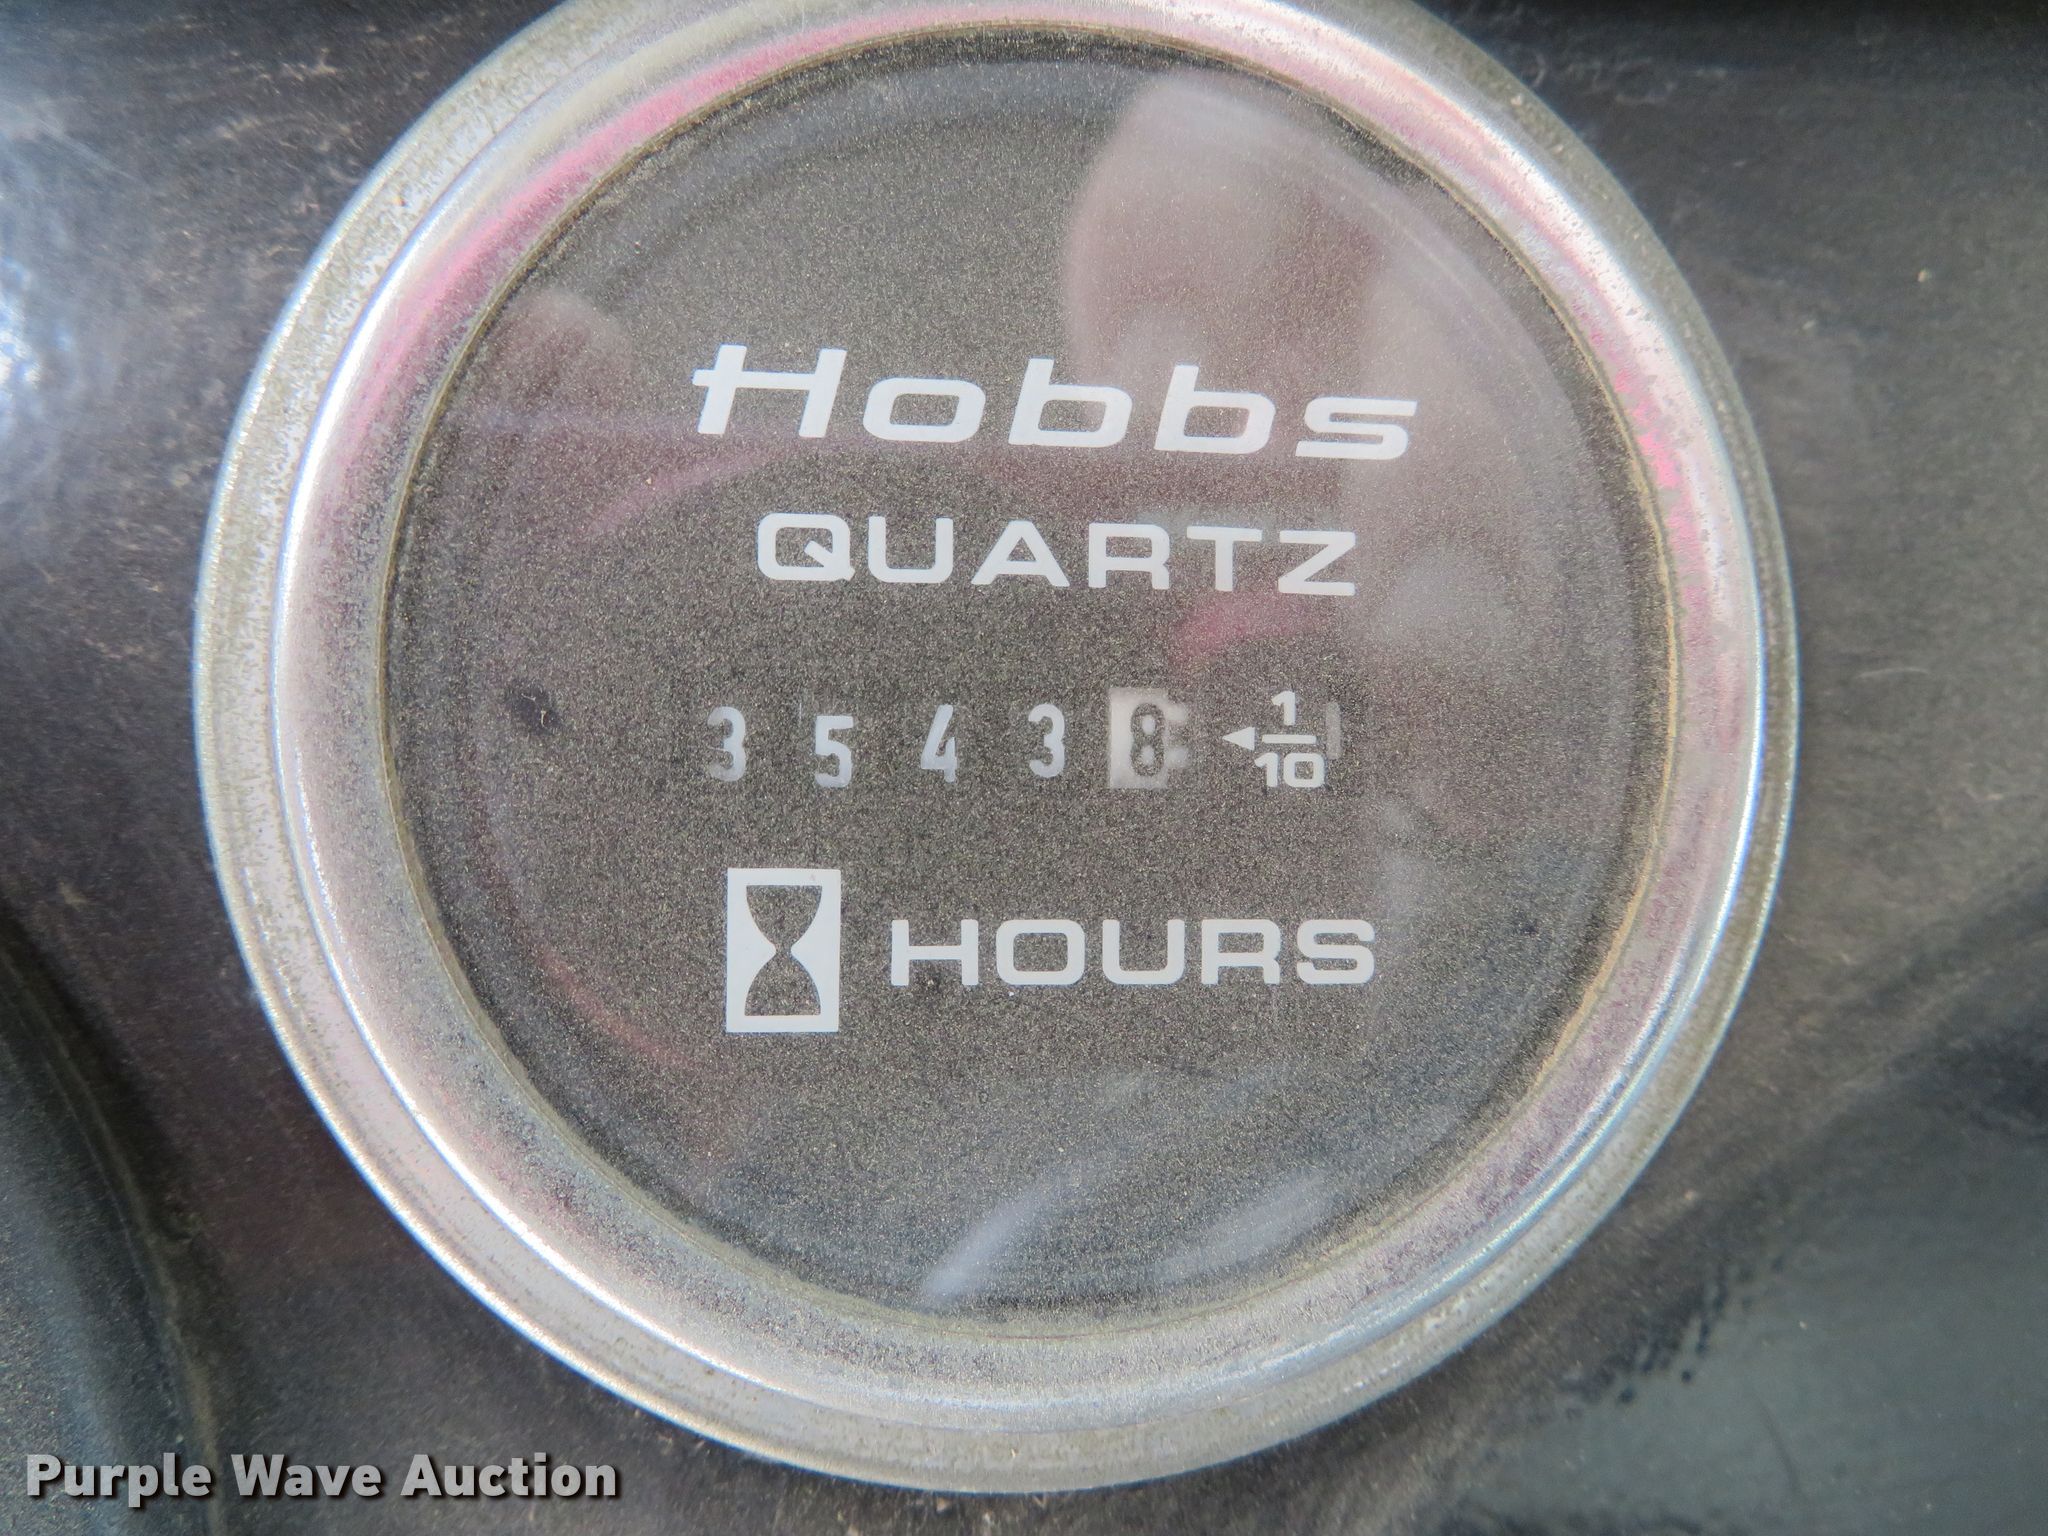 Hobbs
QUARTZ
3 5 4 3 8 ◄ 1/10
HOURS
Purple Wave Auction